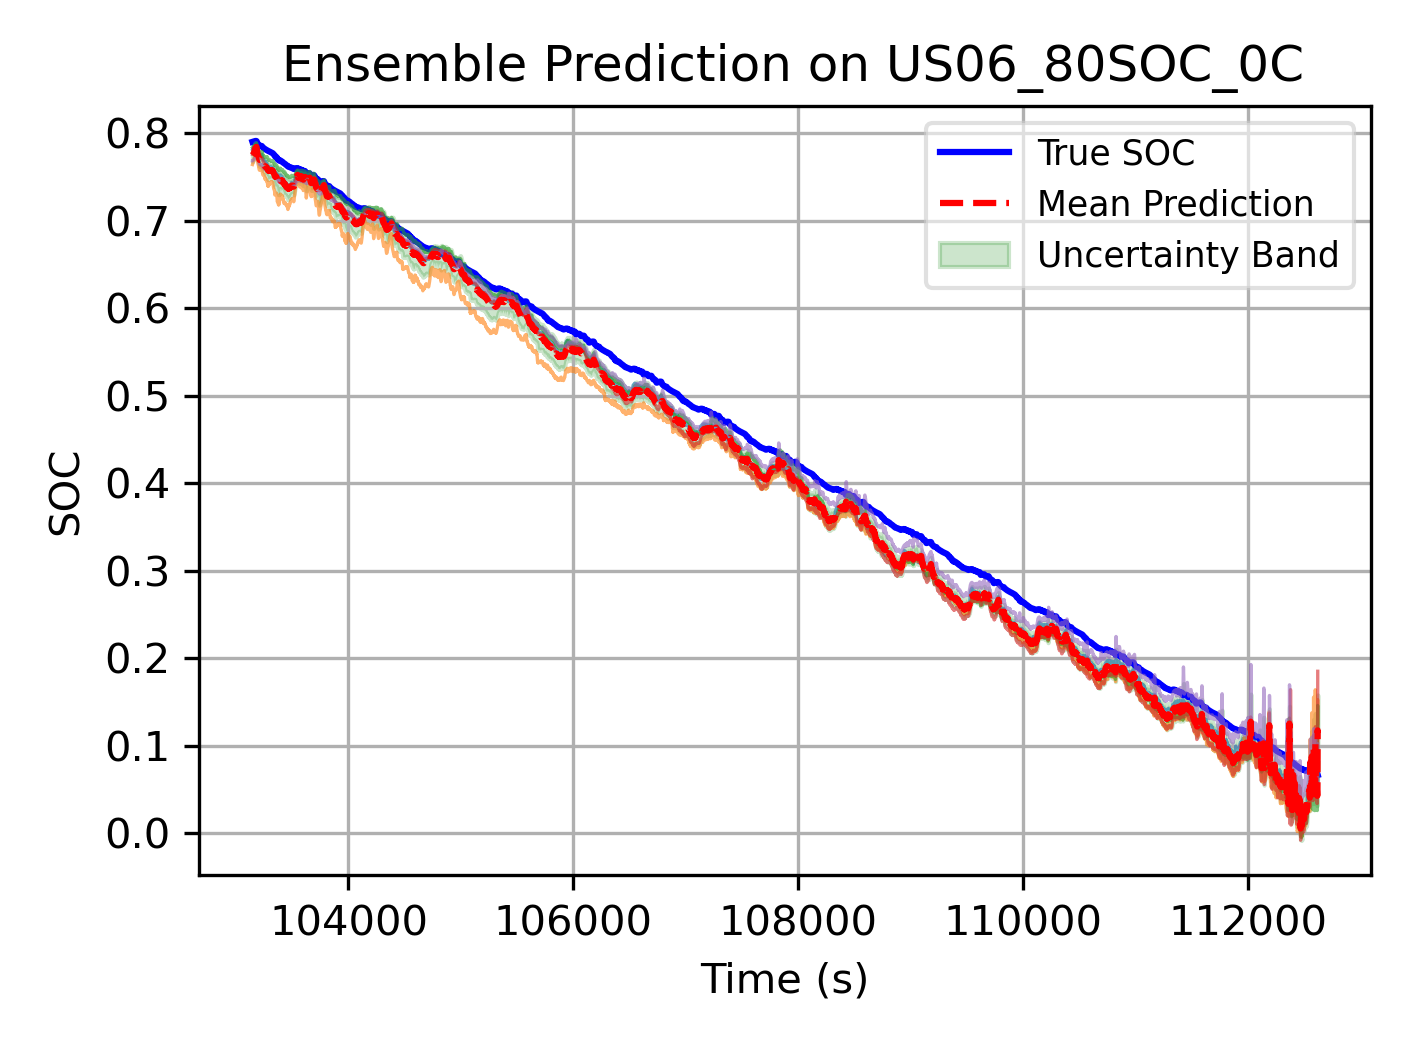 Ensemble Prediction on US06_80SOC_0C
True SOC
Mean Prediction
Uncertainty Band
SOC
0.8
0.7
0.6
0.5
0.4
0.3
0.2
0.1
0.0
104000 106000 108000 110000 112000
Time (s)